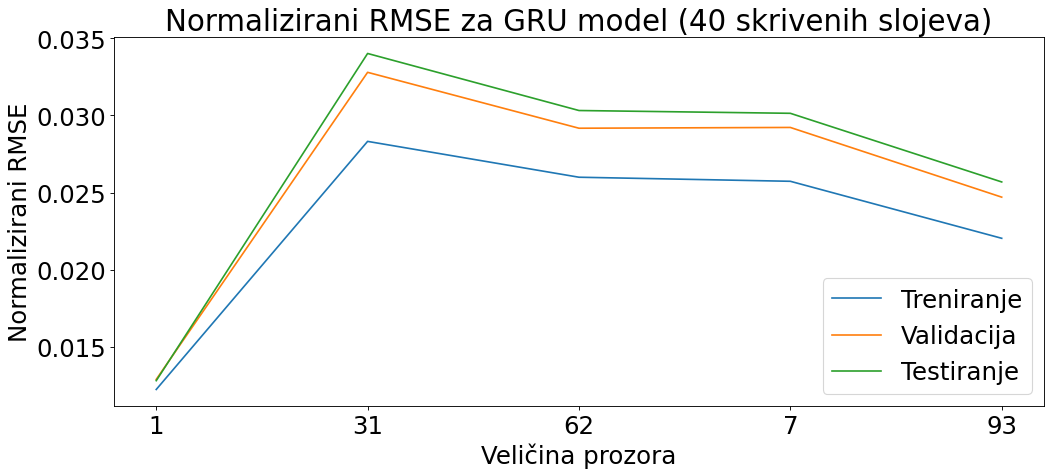 Normalizirani RMSE za GRU model (40 skrivenih slojeva)
Normalizirani RMSE
0.035
0.030
0.025
0.020
0.015
Treniranje
Validacija
Testiranje
1 31 62 7 93
Veličina prozora